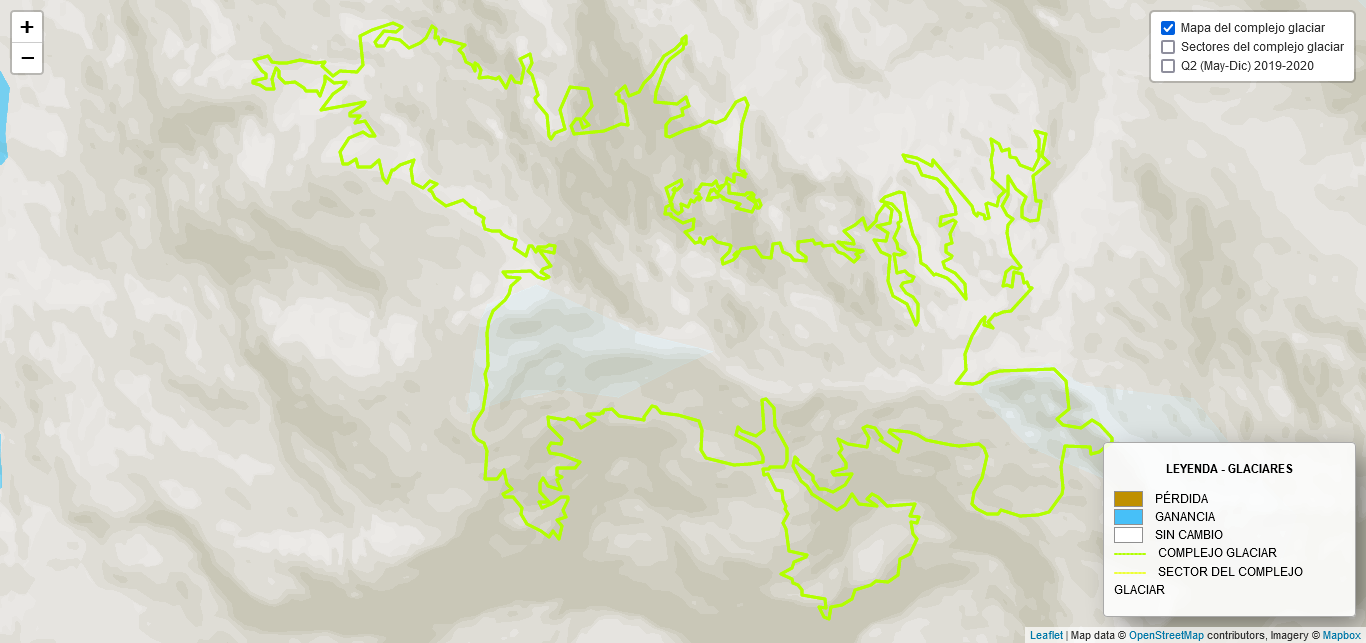 +
−
Mapa del complejo glaciar
Sectores del complejo glaciar
Q2 (May-Dic) 2019-2020
LEYENDA - GLACIARES
PÉRDIDA
GANANCIA
SIN CAMBIO
COMPLEJO GLACIAR
SECTOR DEL COMPLEJO
GLACIAR
Leaflet | Map data © OpenStreetMap contributors, Imagery © Mapbox